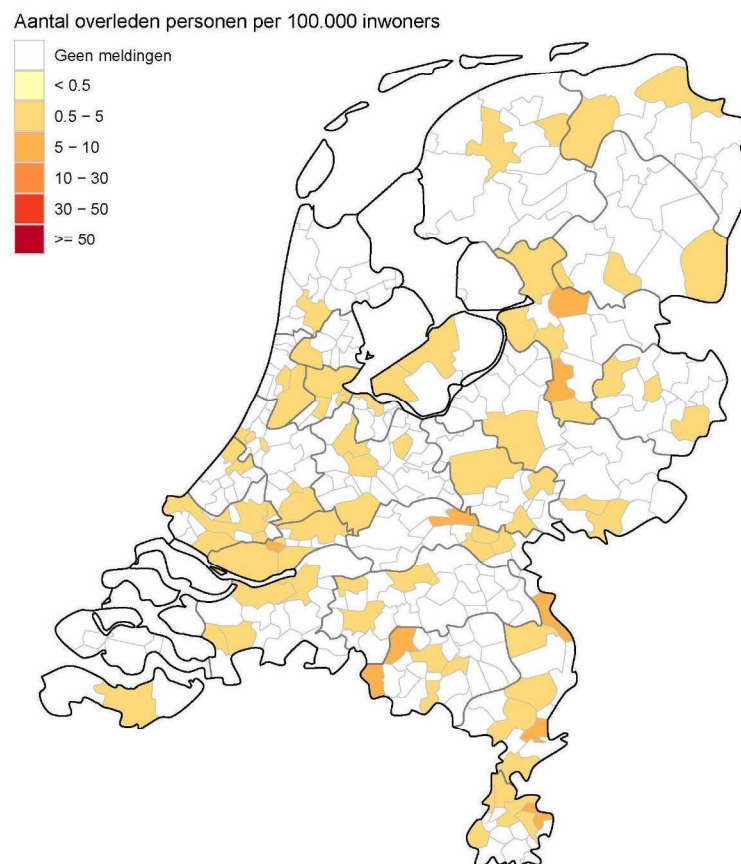 Aantal overleden personen per 100.000 inwoners
Geen meldingen
< 0.5
0.5 − 5
5 − 10
10 − 30
30 − 50
>= 50